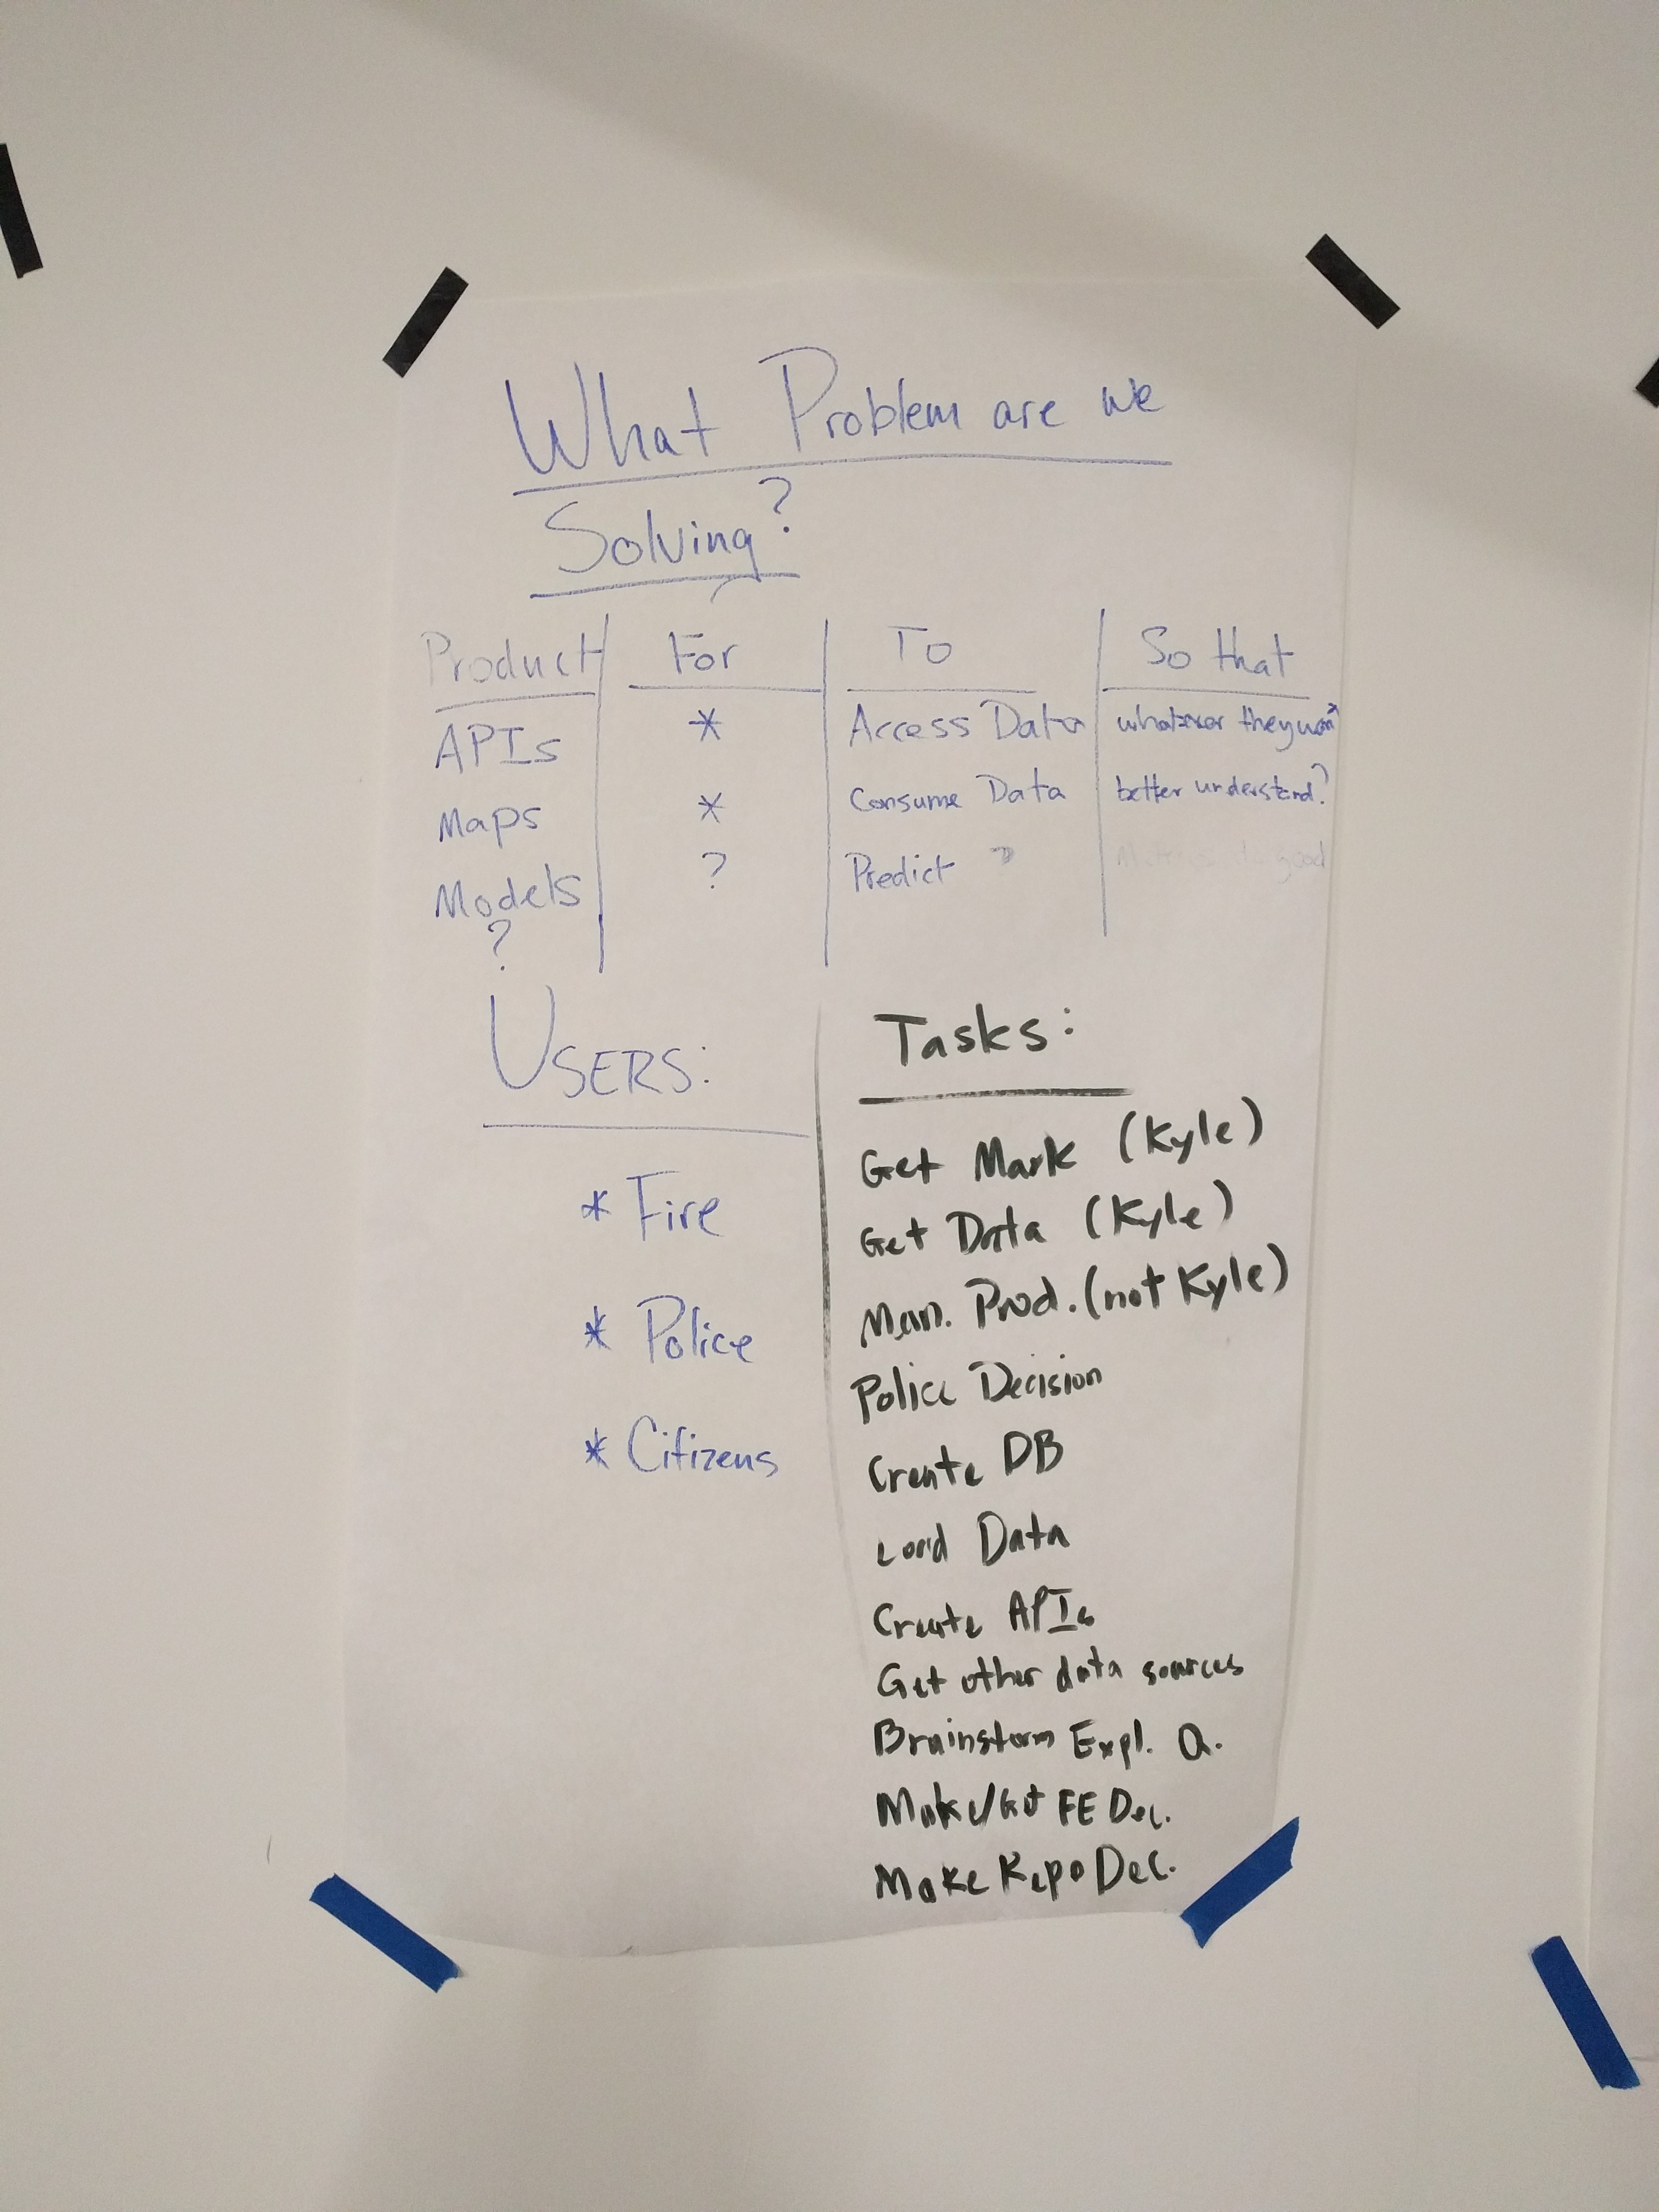 What Problem are we
Solving?
Product For To So that
APIs * Access Data whatever they want
Maps * Consume Data better understand?
Models ? Predict ? good
?
USERS:
* Fire
* Police
* Citizens
Tasks:
Get Mark (Kyle)
Get Data (Kyle)
Man. Prod. (not Kyle)
Police Decision
Create DB
Load Data
Create APIs
Get other data sources
Brainstorm Expl. Q.
Make/Get FE Dec.
Make Repo Dec.